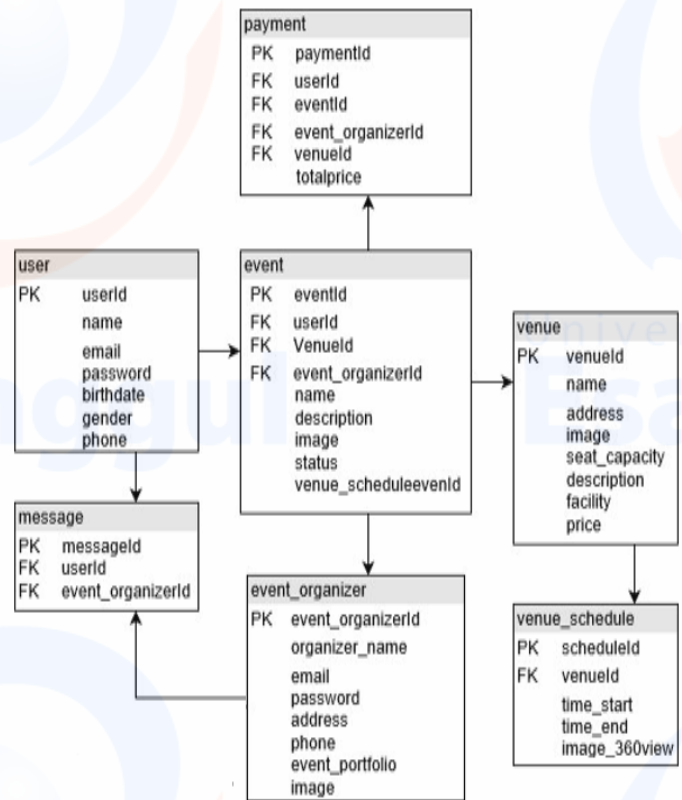 payment
PK paymentId
FK userId
FK eventId
FK event_organizerId
FK venueId
totalprice
user
PK userId
name
email
password
birthdate
gender
phone
event
PK eventId
FK userId
FK VenueId
FK event_organizerId
name
description
image
status
venue_scheduleevenId
venue
PK venueId
name
address
image
seat_capacity
description
facility
price
message
PK messageId
FK userId
FK event_organizerId
event_organizer
PK event_organizerId
organizer_name
email
password
address
phone
event_portfolio
image
venue_schedule
PK scheduleId
FK venueId
time_start
time_end
image_360view